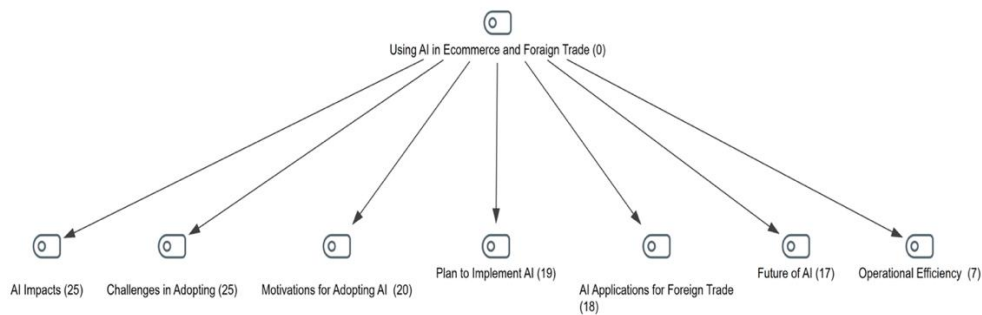 Using AI in Ecommerce and Foraign Trade (0)
AI Impacts (25)
Challenges in Adopting (25)
Motivations for Adopting AI (20)
Plan to Implement AI (19)
AI Applications for Foreign Trade
(18)
Future of AI (17)
Operational Efficiency (7)